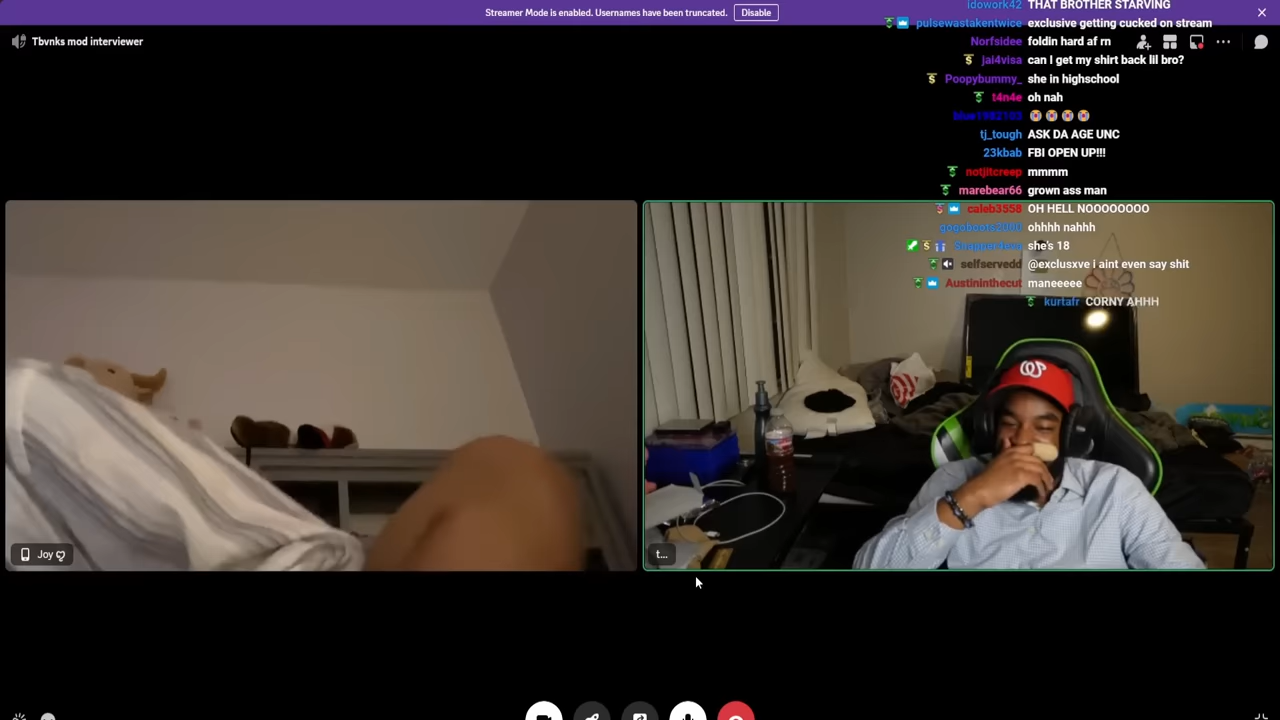 Streamer Mode is enabled. Usernames have been truncated. Disable
Tbvnks mod interviewer
idowork42 THAT BROTHER STARVING
pulsewastakentwice exclusive getting cucked on stream
Norfsidee foldin hard af rn
jai4visa can I get my shirt back lil bro?
Poopybummy_ she in highschool
t4n4e oh nah
tj_tough ASK DA AGE UNC
23kbab FBI OPEN UP!!!
notjitcreep mmmm
marebear66 grown ass man
caleb3558 OH HELL NOOOOOOOO
gogoboots2000 ohhhh nahhh
she's 18
selfservedd @exclusxve i aint even say shit
Austininthecut maneeeee
kurtafr CORNY AHHH
Joy
t...